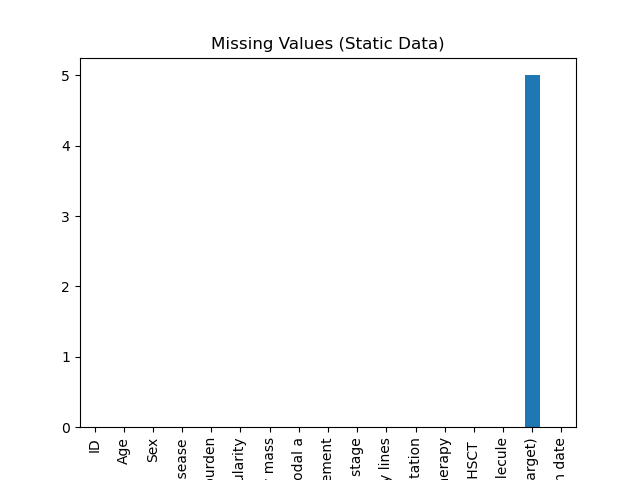 Missing Values (Static Data)
5
4
3
2
1
0
ID
Age
Sex
sease
urden
ularity
mass
odal a
ement
stage
y lines
tation
erapy
HSCT
lecule
arget)
n date